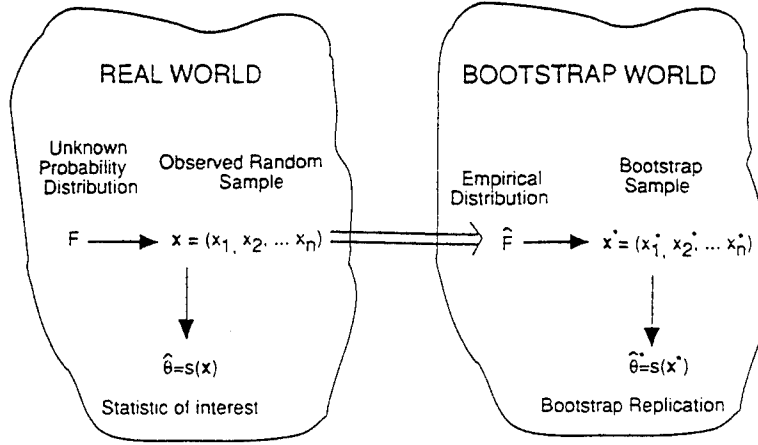 REAL WORLD
Unknown
Probability
Distribution
Observed Random
Sample
F
x = (x1, x2, ... xn)
θ̂=s(x)
Statistic of interest
BOOTSTRAP WORLD
Empirical
Distribution
Bootstrap
Sample
F̂
x* = (x*1, x*2, ... x*n)
θ̂*=s(x*)
Bootstrap Replication